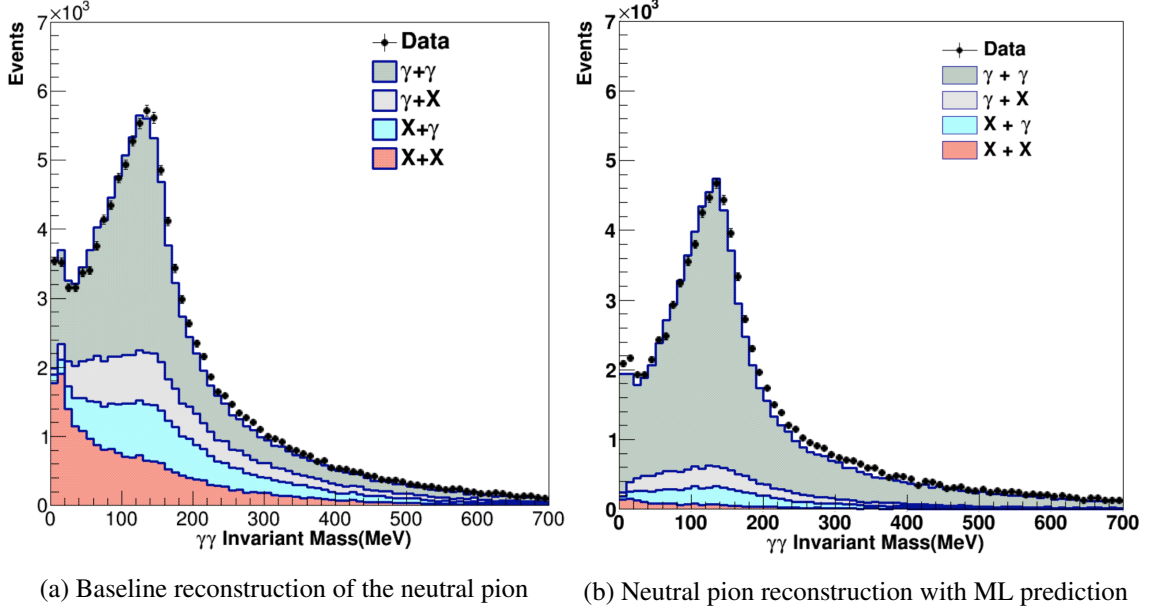 7×10³
Events
6
5
4
3
2
1
0
Data
γ+γ
γ+X
X+γ
X+X
0 100 200 300 400 500 600 700
γγ Invariant Mass(MeV)
(a) Baseline reconstruction of the neutral pion
7×10³
Events
6
5
4
3
2
1
0
Data
γ + γ
γ + X
X + γ
X + X
0 100 200 300 400 500 600 700
γγ Invariant Mass(MeV)
(b) Neutral pion reconstruction with ML prediction